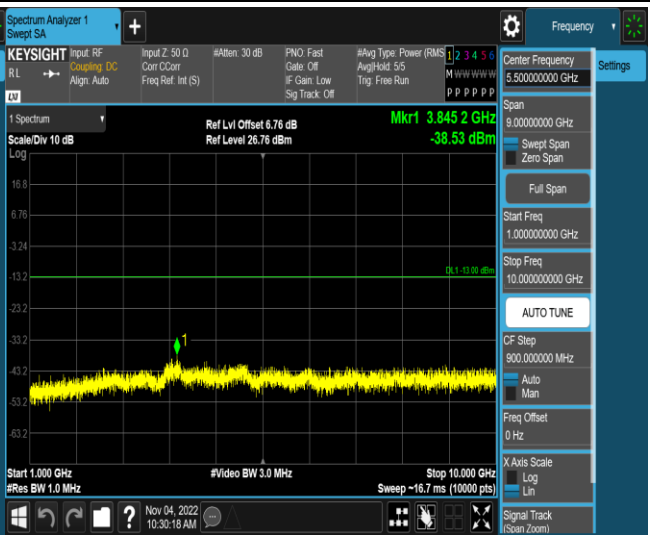 Spectrum Analyzer 1
Swept SA
+
Frequency
KEYSIGHT
RL
LXI
Input: RF
Coupling: DC
Align: Auto
Input Z: 50 Ω
Corr CCorr
Freq Ref: Int (S)
#Atten: 30 dB
PNO: Fast
Gate: Off
IF Gain: Low
Sig Track: Off
#Avg Type: Power (RMS
Avg|Hold: 5/5
Trig: Free Run
1 2 3 4 5 6
M W W W W W
P P P P P P
1 Spectrum
Scale/Div 10 dB
Log
Ref Lvl Offset 6.76 dB
Ref Level 26.76 dBm
Mkr1 3.845 2 GHz
-38.53 dBm
16.8
6.76
-3.24
-13.2
-23.2
-33.2
-43.2
-53.2
-63.2
DL1 -13.00 dBm
1
Start 1.000 GHz
#Res BW 1.0 MHz
#Video BW 3.0 MHz
Stop 10.000 GHz
Sweep ~16.7 ms (10000 pts)
?
Nov 04, 2022
10:30:18 AM
Center Frequency
5.500000000 GHz
Settings
Span
9.00000000 GHz
Swept Span
Zero Span
Full Span
Start Freq
1.000000000 GHz
Stop Freq
10.000000000 GHz
AUTO TUNE
CF Step
900.000000 MHz
Auto
Man
Freq Offset
0 Hz
X Axis Scale
Log
Lin
Signal Track
(Span Zoom)